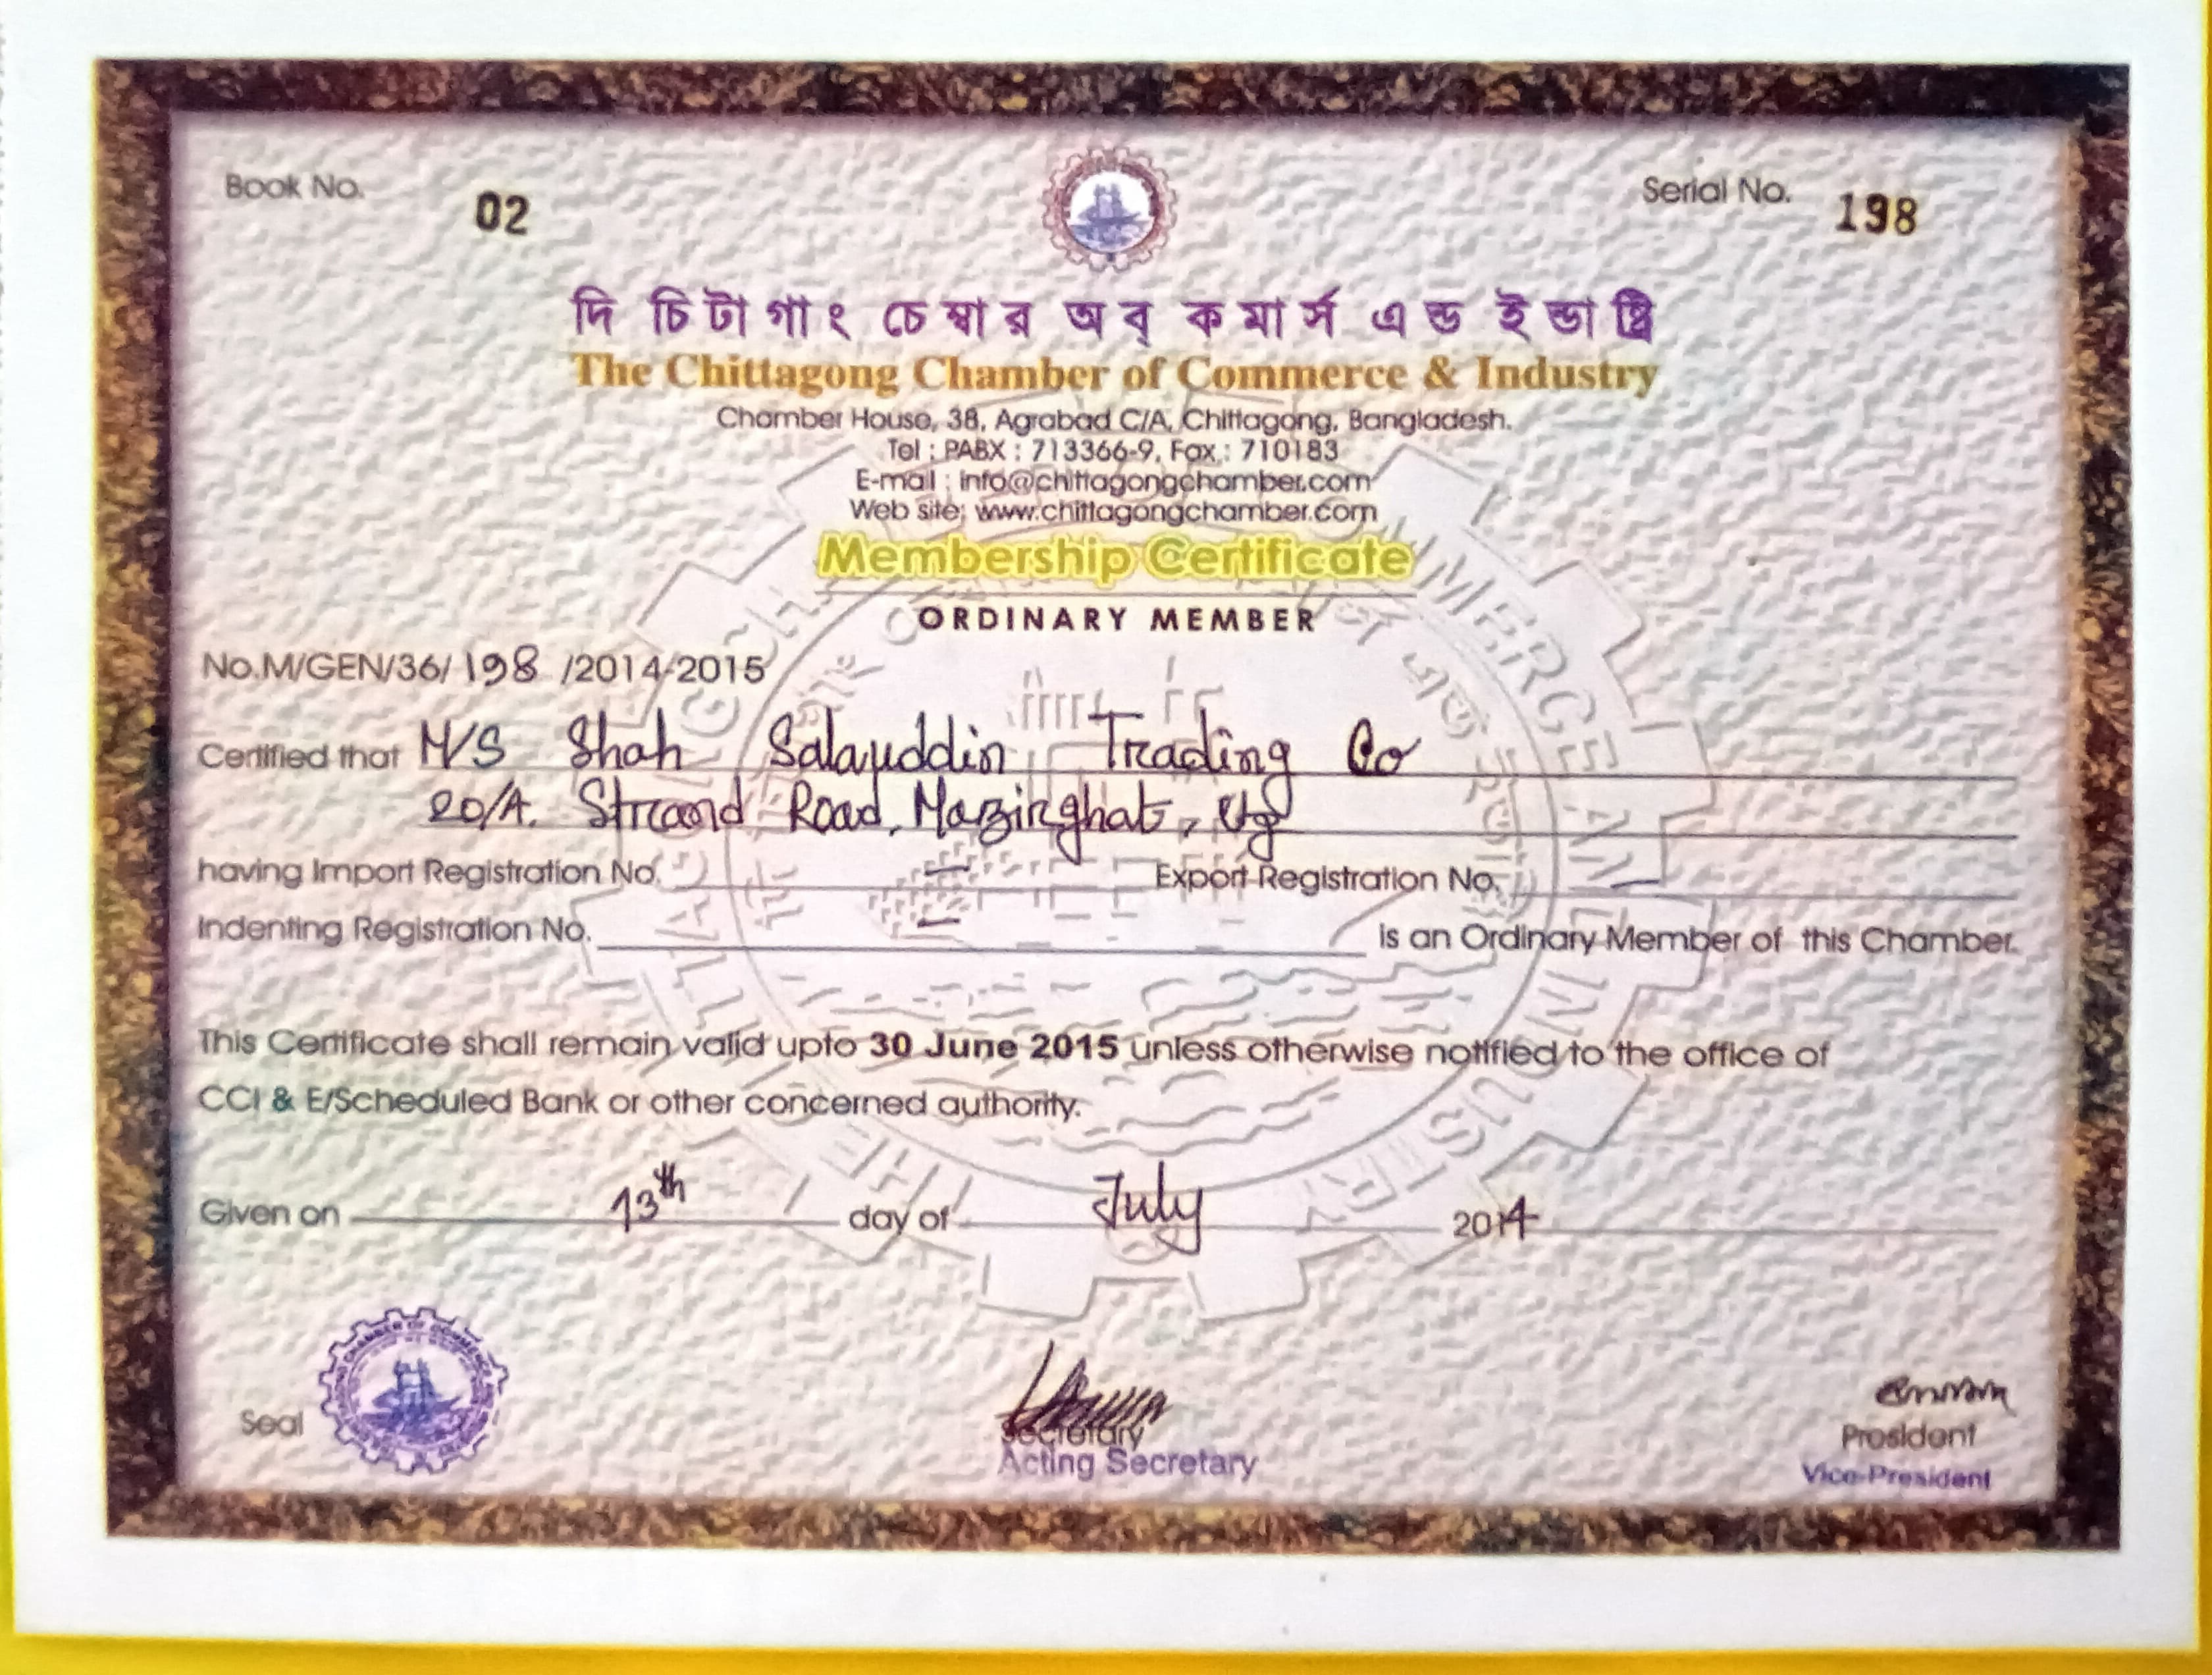 Book No. 02
Serial No. 198
দি চিটাগাং চেম্বার অব্ কমার্স এন্ড ইন্ডাষ্ট্রি
The Chittagong Chamber of Commerce & Industry
Chamber House, 38, Agrabad C/A, Chittagong, Bangladesh.
Tel : PABX : 713366-9, Fax : 710183
E-mail : info@chittagongchamber.com
Web site: www.chittagongchamber.com
Membership Certificate
ORDINARY MEMBER
No.M/GEN/36/ 198 /2014-2015
Certified that M/S Shah Salauddin Trading Co
20/A. Strand Road, Mazirghat, Ctg
having Import Registration No. — Export Registration No. —
Indenting Registration No. — is an Ordinary Member of this Chamber.
This Certificate shall remain valid upto 30 June 2015 unless otherwise notified to the office of
CCI & E/Scheduled Bank or other concerned authority.
Given on 13th day of July 2014
Seal
Secretary
Acting Secretary
President
Vice-President